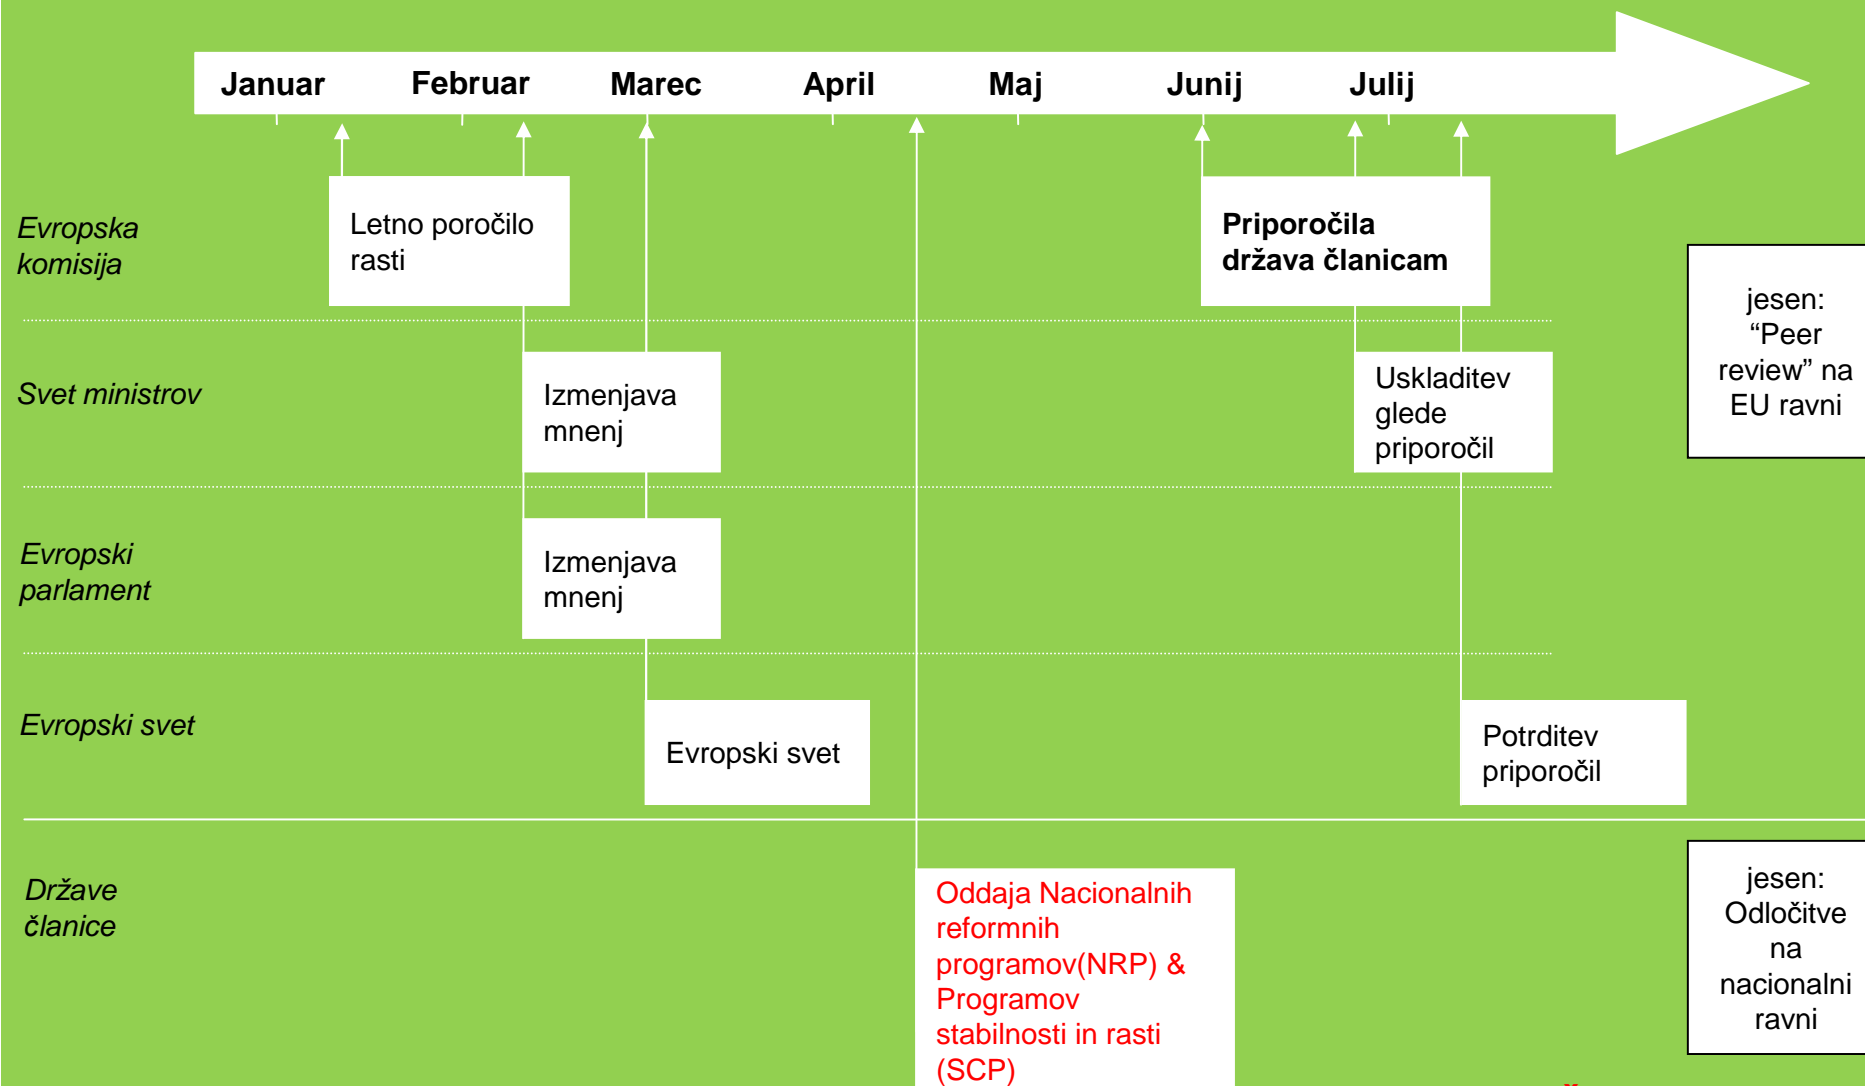 Januar Februar Marec April Maj Junij Julij
Evropska
komisija
Letno poročilo
rasti
Priporočila
država članicam
jesen:
“Peer
review” na
EU ravni
Svet ministrov
Izmenjava
mnenj
Uskladitev
glede
priporočil
Evropski
parlament
Izmenjava
mnenj
Evropski svet
Evropski svet
Potrditev
priporočil
Države
članice
Oddaja Nacionalnih
reformnih
programov(NRP) &
Programov
stabilnosti in rasti
(SCP)
jesen:
Odločitve
na
nacionalni
ravni